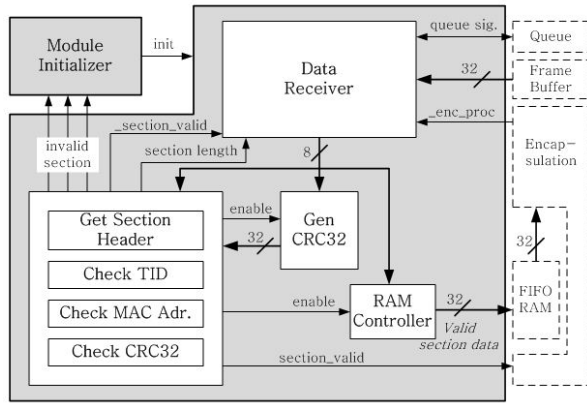 Module
Initializer
init
queue sig.
Queue
Data
Receiver
32
Frame
Buffer
_section_valid
_enc_proc
invalid
section
section length
Encap-
sulation
8
Get Section
Header
enable
Gen
CRC32
32
32
Check TID
FIFO
RAM
Check MAC Adr.
enable
RAM
Controller
32
Valid
section data
Check CRC32
section_valid